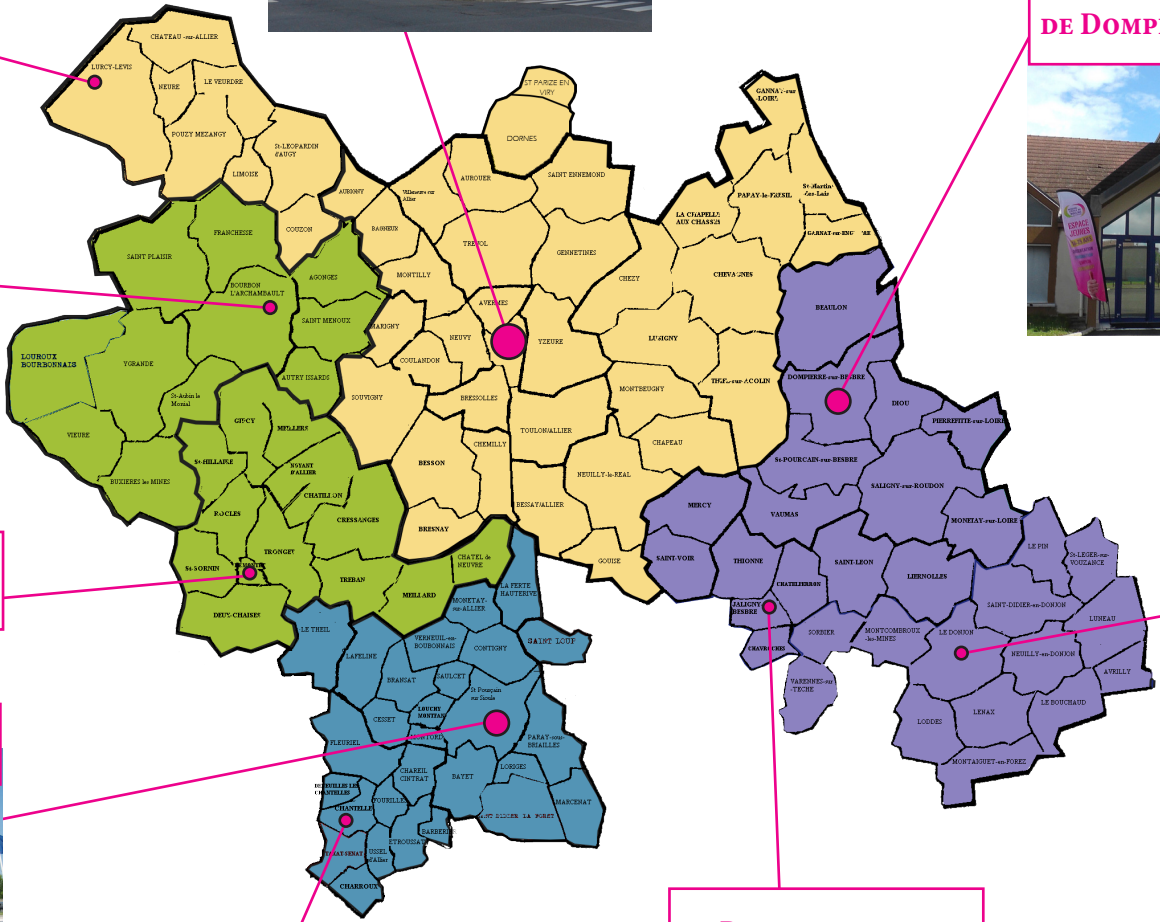 DE DOMPI
CHATEAU -sur-ALLIER
LURCY-LEVIS
NEURE
LE VEURDRE
POUZY MEZANGY
St-LEOPARDIN
d'AUGY
LIMOISE
AUBIGNY
COUZON
Villeneuve sur
Allier
BAGNEUX
AUROUER
TREVOL
MONTILLY
ST PARIZE EN
VIRY
DORNES
SAINT ENNEMOND
GENNETINES
GANNAY-sur
-LOIRE
PARAY-le-FRESIL
St-Martin
-des-Lais
LA CHAPELLE
AUX CHASSES
GARNAT-sur-ENGIEVRE
CHEZY
CHEVAGNES
ESPACE
JEUNES
FRANCHESSE
SAINT PLAISIR
BOURBON
L'ARCHAMBAULT
AGONGES
SAINT MENOUX
AVERMES
MARIGNY
NEUVY
YZEURE
COULANDON
LUSIGNY
BEAULON
LOUROUX
BOURBONNAIS
YGRANDE
AUTRY ISSARDS
SOUVIGNY
BRESSOLLES
MONTBEUGNY
THIEL-sur-ACOLIN
DOMPIERRE-sur-BESBRE
DIOU
PIERREFITTE-sur-LOIRE
St-Aubin le
Monial
GIPCY
MEILLERS
VIEURE
TOULON/ALLIER
CHEMILLY
CHAPEAU
St-HILLAIRE
NOYANT
D'ALLIER
BESSON
NEUILLY-le-REAL
St-POURCAIN-sur-BESBRE
BUXIERES les MINES
CHATILLON
SALIGNY-sur-ROUDON
ROCLES
CRESSANGES
BRESNAY
BESSAY/ALLIER
MERCY
VAUMAS
MONETAY-sur-LOIRE
TRONGET
CHATEL de
NEUVRE
GOUISE
SAINT-VOIR
THIONNE
SAINT-LEON
LE PIN
St-LEGER-sur-
VOUZANCE
St-SORNIN
TREBAN
MEILLARD
CHATELPERRON
LIERNOLLES
DEUX-CHAISES
MONETAY-
sur-ALLIER
LA FERTE
HAUTERIVE
JALIGNY
BESBRE
SAINT-DIDIER-en-DONJON
LUNEAU
LE THEIL
VERNEUIL-en-
BOUBONNAIS
SAINT LOUP
CONTIGNY
SORBIER
MONTCOMBROUX
les-MINES
LE DONJON
NEUILLY-en-DONJON
CHAVROCHES
LAFELINE
BRANSAT
SAULCET
VARENNES-sur
-TECHE
AVRILLY
St Pourçain
sur Sioule
CESSET
LOUCHY
MONTFAND
LODDES
LENAX
LE BOUCHAUD
MONTORD
FLEURIEL
PARAY-sous-
BRIAILLES
MONTAIGUET-en-FOREZ
CHAREIL
CINTRAT
BAYET
LORIGES
DENEUILLES LES
CHANTELLES
FOURILLES
CHANTELLE
MARCENAT
SAINT DIDIER LA FORET
BARBERIER
ETROUSSAT
TARAT-SENAT
USSEL
d'Allier
CHARROUX